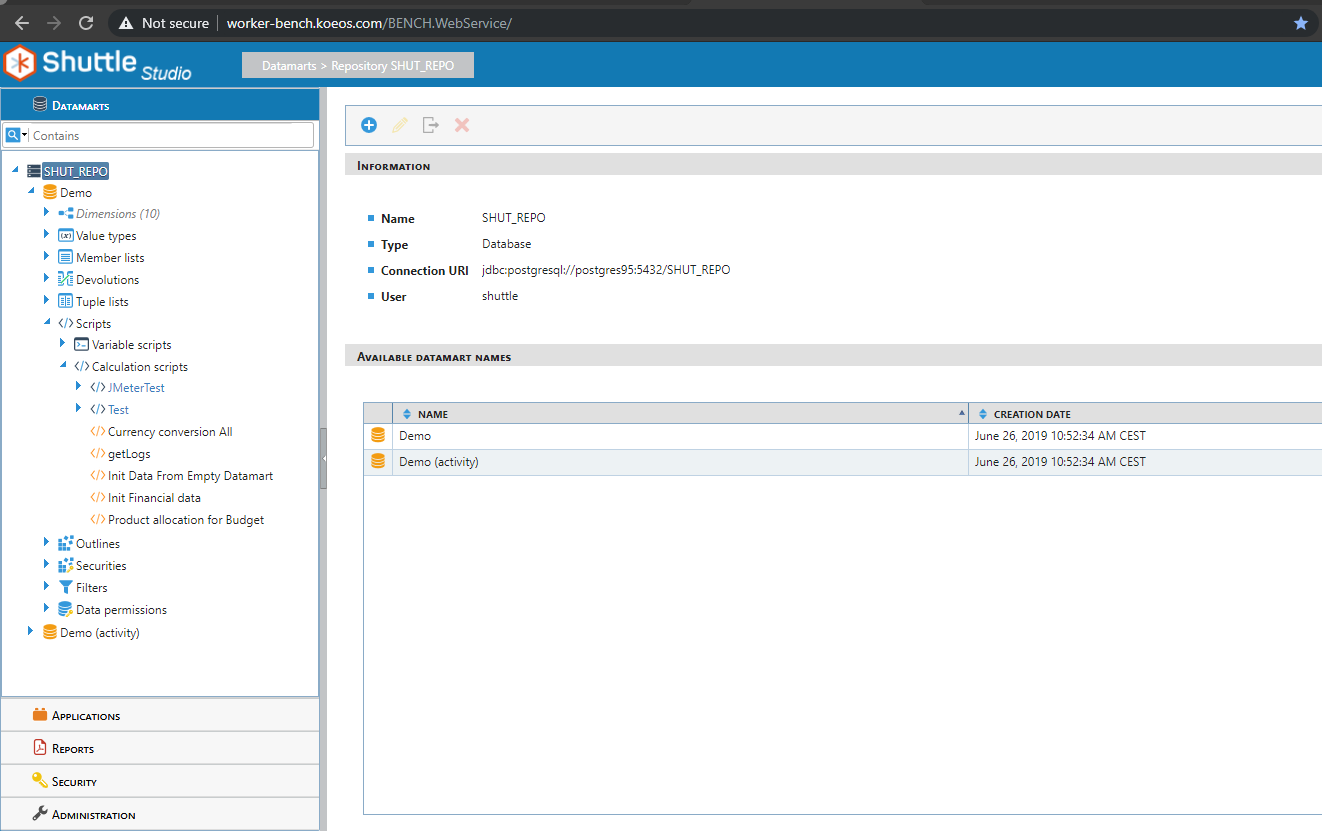 Not secure | worker-bench.koeos.com/BENCH.WebService/
Shuttle Studio
Datamarts > Repository SHUT_REPO
DATAMARTS
Contains
SHUT_REPO
Demo
Dimensions (10)
Value types
Member lists
Devolutions
Tuple lists
Scripts
Variable scripts
Calculation scripts
JMeterTest
Test
Currency conversion All
getLogs
Init Data From Empty Datamart
Init Financial data
Product allocation for Budget
Outlines
Securities
Filters
Data permissions
Demo (activity)
APPLICATIONS
REPORTS
SECURITY
ADMINISTRATION
INFORMATION
Name SHUT_REPO
Type Database
Connection URI jdbc:postgresql://postgres95:5432/SHUT_REPO
User shuttle
AVAILABLE DATAMART NAMES
NAME CREATION DATE
Demo June 26, 2019 10:52:34 AM CEST
Demo (activity) June 26, 2019 10:52:34 AM CEST